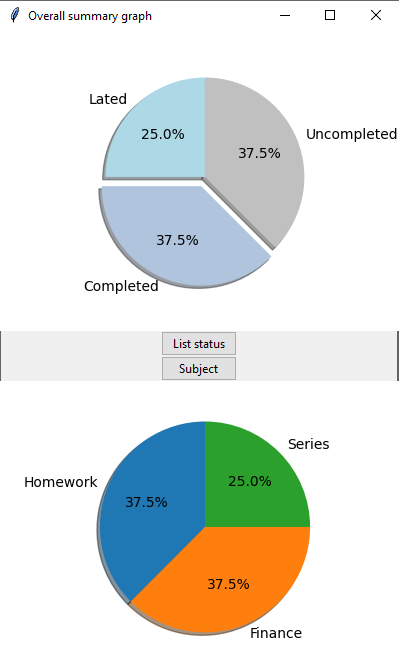 Overall summary graph
Lated
25.0%
Uncompleted
37.5%
37.5%
Completed
List status
Subject
Series
Homework
25.0%
37.5%
37.5%
Finance